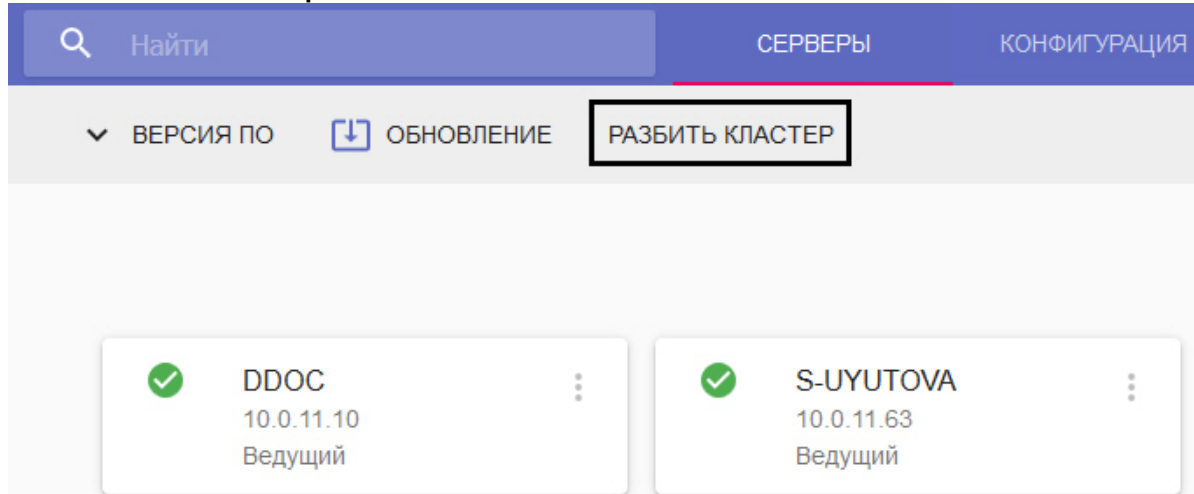 Найти СЕРВЕРЫ КОНФИГУРАЦИЯ
ВЕРСИЯ ПО ОБНОВЛЕНИЕ РАЗБИТЬ КЛАСТЕР
DDOC
10.0.11.10
Ведущий
S-UYUTOVA
10.0.11.63
Ведущий